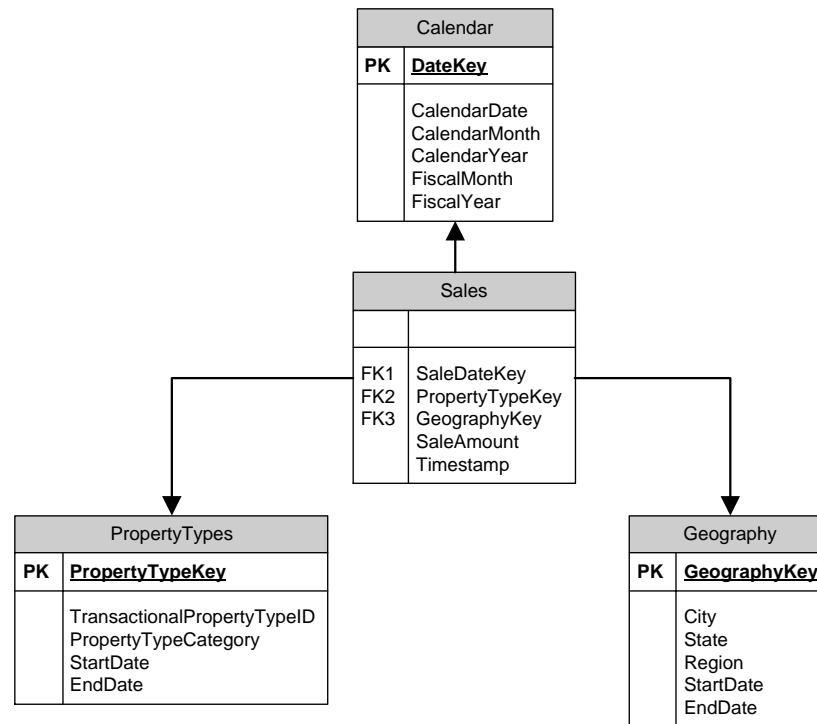 Calendar
PK DateKey
CalendarDate
CalendarMonth
CalendarYear
FiscalMonth
FiscalYear
Sales
FK1 SaleDateKey
FK2 PropertyTypeKey
FK3 GeographyKey
SaleAmount
Timestamp
PropertyTypes
PK PropertyTypeKey
TransactionalPropertyTypeID
PropertyTypeCategory
StartDate
EndDate
Geography
PK GeographyKey
City
State
Region
StartDate
EndDate